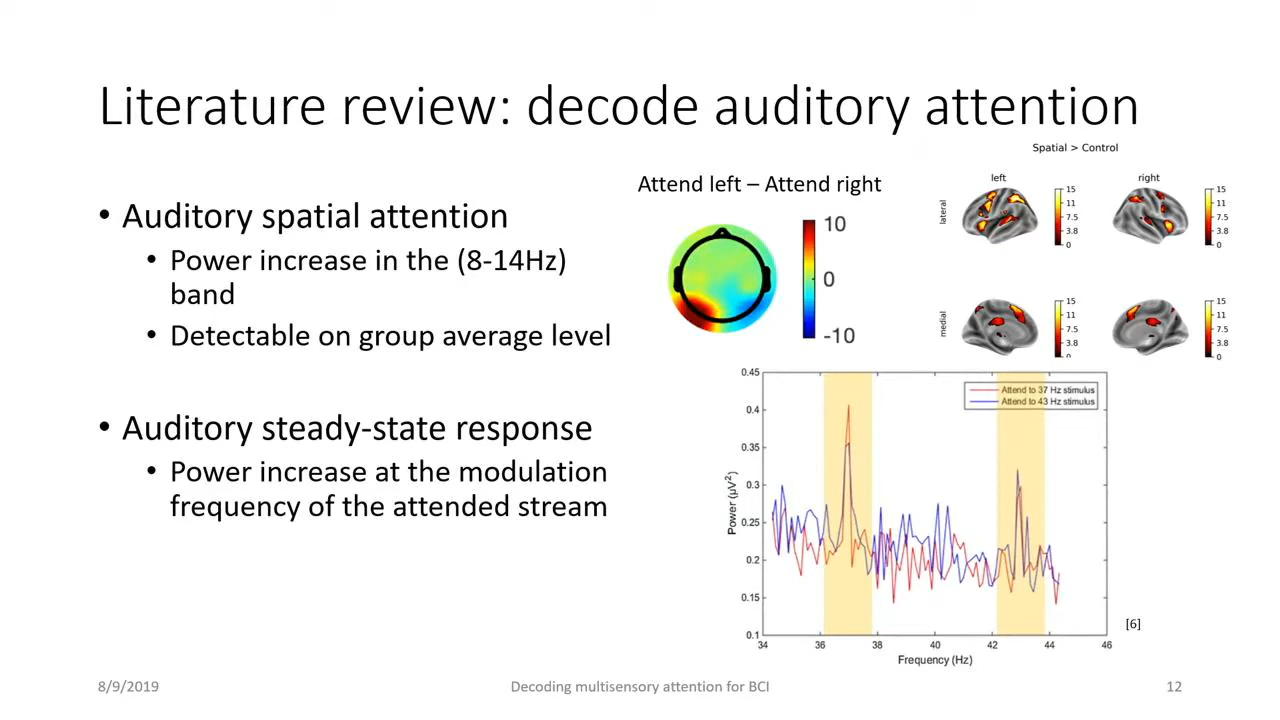 Literature review: decode auditory attention
• Auditory spatial attention
• Power increase in the (8-14Hz)
band
• Detectable on group average level
• Auditory steady-state response
• Power increase at the modulation
frequency of the attended stream
Attend left – Attend right
10
0
-10
Spatial > Control
left
right
lateral
15
11
7.5
3.8
0
15
11
7.5
3.8
0
medial
15
11
7.5
3.8
0
15
11
7.5
3.8
0
Attend to 37 Hz stimulus
Attend to 43 Hz stimulus
Power (μV²)
0.45
0.4
0.35
0.3
0.25
0.2
0.15
0.1
34 36 38 40 42 44 46
Frequency (Hz)
[6]
8/9/2019
Decoding multisensory attention for BCI
12